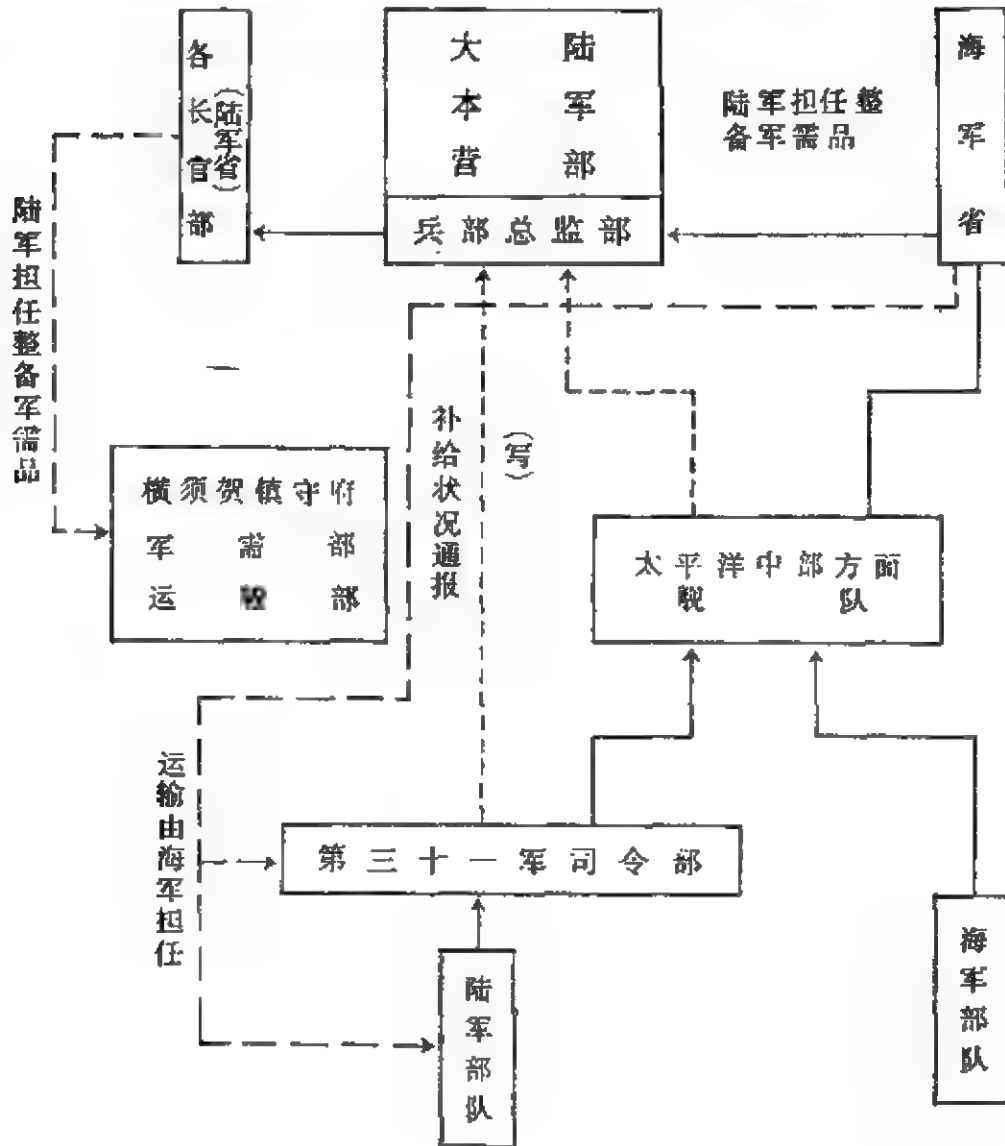 各长官部
(陆军省)
大本营
陆军部
兵部总监部
陆军担任整
备军需品
海军省
陆军担任整备军需品
横须贺镇守府
军需部
运部
补给状况通报
(写)
太平洋中部方面
舰队
运输由海军担任
第三十一军司令部
陆军部队
海军部队